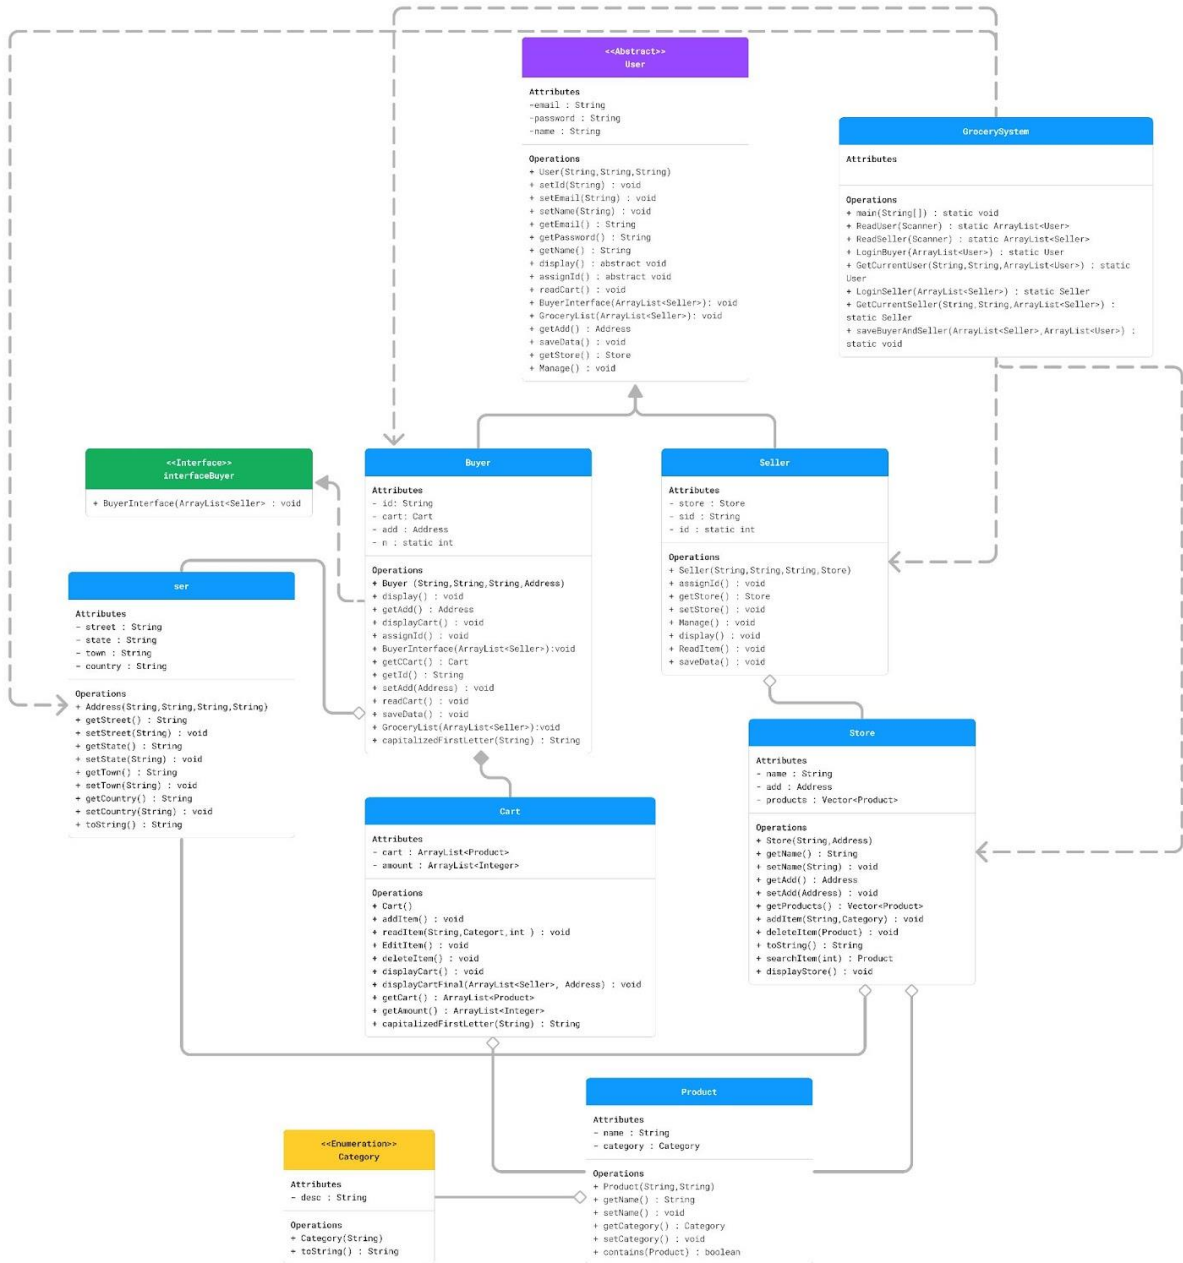 <<Abstract>>
User
Attributes
-email : String
-password : String
-name : String
Operations
+ User(String,String,String)
+ setId(String) : void
+ setEmail(String) : void
+ setName(String) : void
+ getEmail() : String
+ getPassword() : String
+ getName() : String
+ display() : abstract void
+ assignId() : abstract void
+ readCart() : void
+ BuyerInterface(ArrayList<Seller>): void
+ GroceryList(ArrayList<Seller>): void
+ getAdd() : Address
+ saveData() : void
+ getStore() : Store
+ Manage() : void
GrocerySystem
Attributes
Operations
+ main(String[]) : static void
+ ReadUser(Scanner) : static ArrayList<User>
+ ReadSeller(Scanner) : static ArrayList<Seller>
+ LoginBuyer(ArrayList<User>) : static User
+ GetCurrentUser(String,String,ArrayList<User>) : static
User
+ LoginSeller(ArrayList<Seller>) : static Seller
+ GetCurrentSeller(String,String,ArrayList<Seller>) :
static Seller
+ saveBuyerAndSeller(ArrayList<Seller>,ArrayList<User>) :
static void
<<Interface>>
interfaceBuyer
+ BuyerInterface(ArrayList<Seller> : void
Buyer
Attributes
- id: String
- cart: Cart
- add : Address
- n : static int
Operations
+ Buyer (String,String,String,Address)
+ display() : void
+ getAdd() : Address
+ displayCart() : void
+ assignId() : void
+ BuyerInterface(ArrayList<Seller>):void
+ getCCart() : Cart
+ getId() : String
+ setAdd(Address) : void
+ readCart() : void
+ saveData() : void
+ GroceryList(ArrayList<Seller>):void
+ capitalizedFirstLetter(String) : String
Seller
Attributes
- store : Store
- sid : String
- id : static int
Operations
+ Seller(String,String,String,Store)
+ assignId() : void
+ getStore() : Store
+ setStore() : void
+ Manage() : void
+ display() : void
+ ReadItem() : void
+ saveData() : void
ser
Attributes
- street : String
- state : String
- town : String
- country : String
Operations
+ Address(String,String,String,String)
+ getStreet() : String
+ setStreet(String) : void
+ getState() : String
+ setState(String) : void
+ getTown() : String
+ setTown(String) : void
+ getCountry() : String
+ setCountry(String) : void
+ toString() : String
Store
Attributes
- name : String
- add : Address
- products : Vector<Product>
Operations
+ Store(String,Address)
+ getName() : String
+ setName(String) : void
+ getAdd() : Address
+ setAdd(Address) : void
+ getProducts() : Vector<Product>
+ addItem(String,Category) : void
+ deleteItem(Product) : void
+ toString() : String
+ searchItem(int) : Product
+ displayStore() : void
Cart
Attributes
- cart : ArrayList<Product>
- amount : ArrayList<Integer>
Operations
+ Cart()
+ addItem() : void
+ readItem(String,Categort,int ) : void
+ EditItem() : void
+ deleteItem() : void
+ displayCart() : void
+ displayCartFinal(ArrayList<Seller>, Address) : void
+ getCart() : ArrayList<Product>
+ getAmount() : ArrayList<Integer>
+ capitalizedFirstLetter(String) : String
Product
Attributes
- name : String
- category : Category
Operations
+ Product(String,String)
+ getName() : String
+ setName() : void
+ getCategory() : Category
+ setCategory() : void
+ contains(Product) : boolean
<<Enumeration>>
Category
Attributes
- desc : String
Operations
+ Category(String)
+ toString() : String